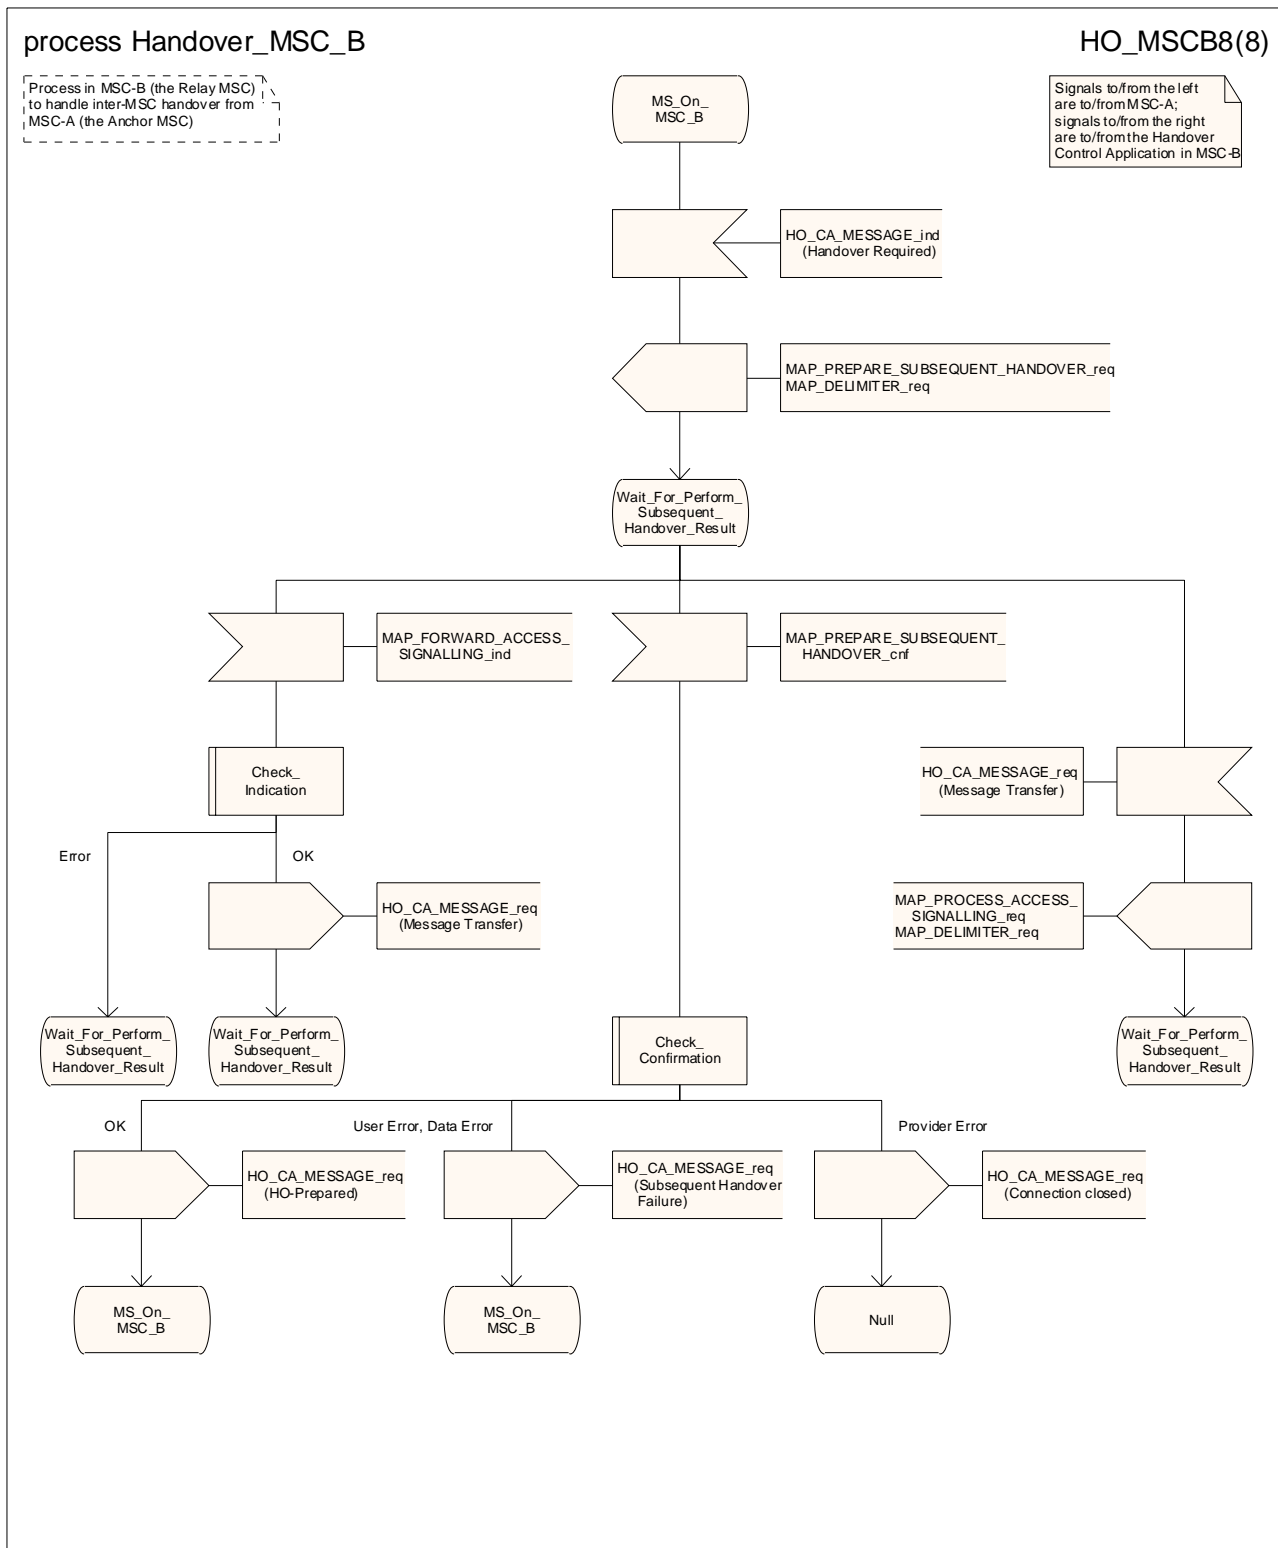 process Handover_MSC_B
HO_MSCB8(8)
Process in MSC-B (the Relay MSC)
to handle inter-MSC handover from
MSC-A (the Anchor MSC)
Signals to/from the left
are to/from MSC-A;
signals to/from the right
are to/from the Handover
Control Application in MSC-B
MS_On_
MSC_B
HO_CA_MESSAGE_ind
(Handover Required)
MAP_PREPARE_SUBSEQUENT_HANDOVER_req
MAP_DELIMITER_req
Wait_For_Perform_
Subsequent_
Handover_Result
MAP_FORWARD_ACCESS_
SIGNALLING_ind
MAP_PREPARE_SUBSEQUENT_
HANDOVER_cnf
Check_
Indication
HO_CA_MESSAGE_req
(Message Transfer)
Error
OK
HO_CA_MESSAGE_req
(Message Transfer)
MAP_PROCESS_ACCESS_
SIGNALLING_req
MAP_DELIMITER_req
Wait_For_Perform_
Subsequent_
Handover_Result
Wait_For_Perform_
Subsequent_
Handover_Result
Check_
Confirmation
Wait_For_Perform_
Subsequent_
Handover_Result
OK
User Error, Data Error
Provider Error
HO_CA_MESSAGE_req
(HO-Prepared)
HO_CA_MESSAGE_req
(Subsequent Handover
Failure)
HO_CA_MESSAGE_req
(Connection closed)
MS_On_
MSC_B
MS_On_
MSC_B
Null